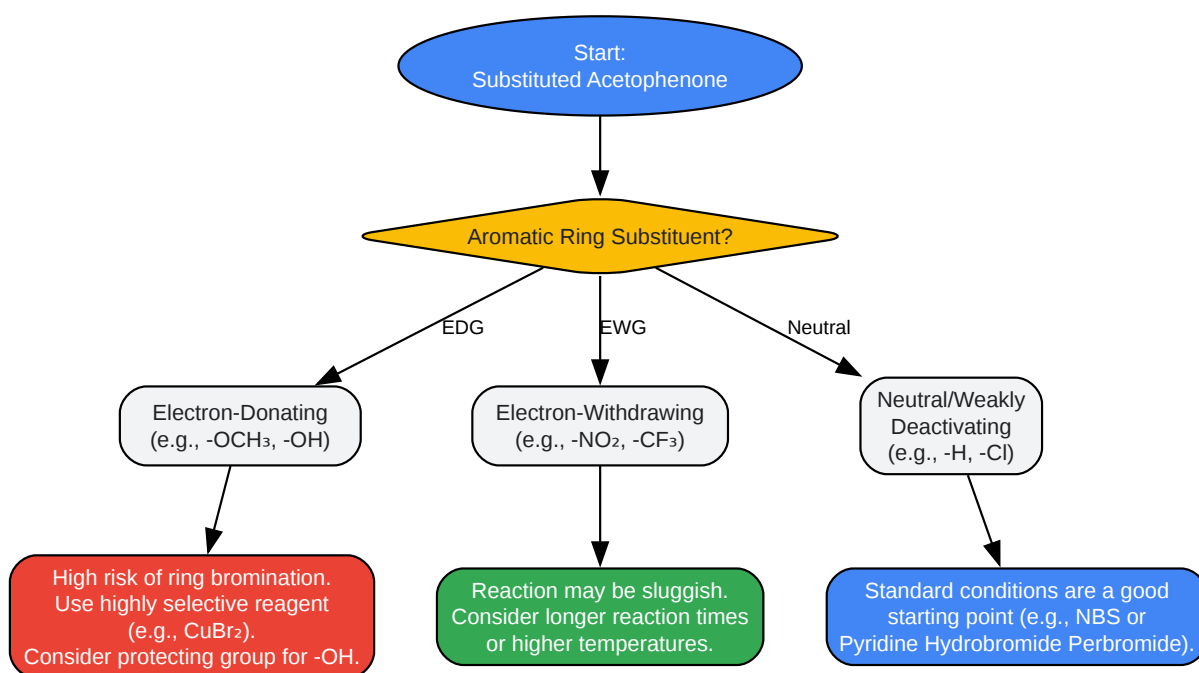 Start:
Substituted Acetophenone
Aromatic Ring Substituent?
EDG
EWG
Neutral
Electron-Donating
(e.g., -OCH₃, -OH)
Electron-Withdrawing
(e.g., -NO₂, -CF₃)
Neutral/Weakly
Deactivating
(e.g., -H, -Cl)
High risk of ring bromination.
Use highly selective reagent
(e.g., CuBr₂).
Consider protecting group for -OH.
Reaction may be sluggish.
Consider longer reaction times
or higher temperatures.
Standard conditions are a good
starting point (e.g., NBS or
Pyridine Hydrobromide Perbromide).